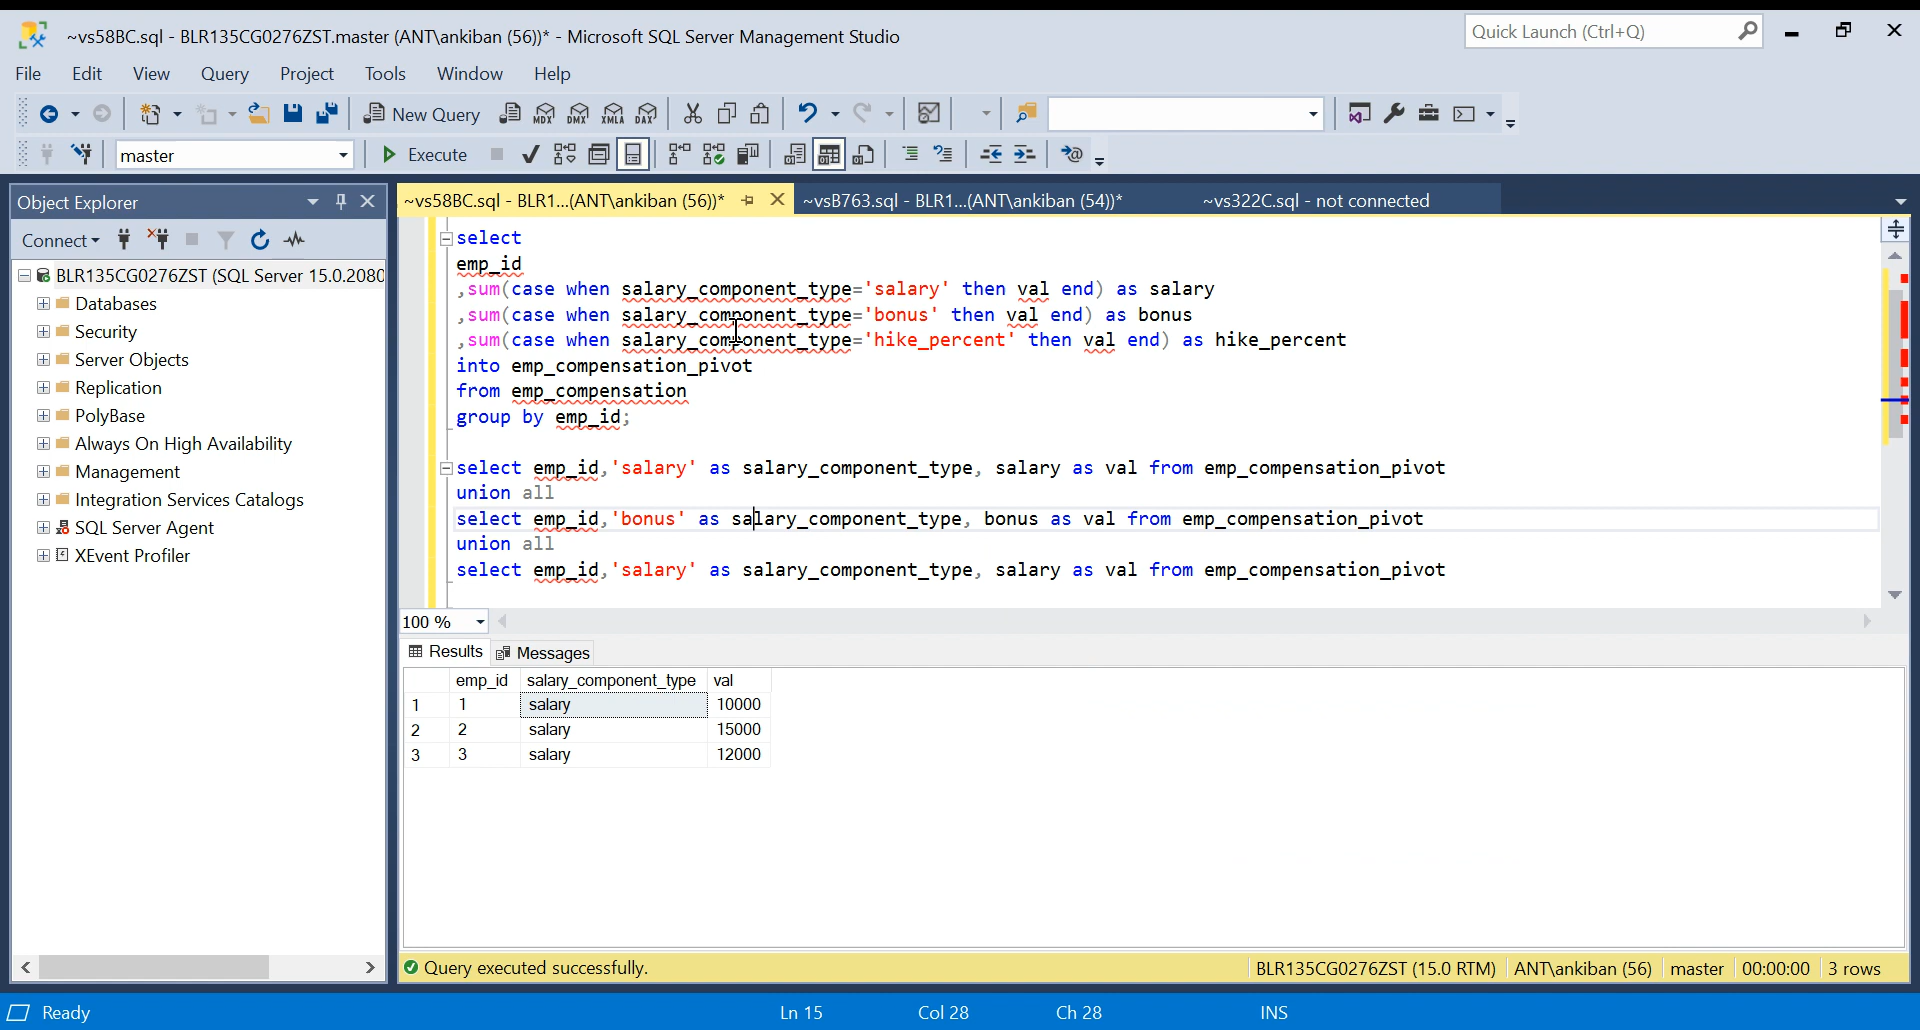 ~vs58BC.sql - BLR135CG0276ZST.master (ANT\ankiban (56))* - Microsoft SQL Server Management Studio
Quick Launch (Ctrl+Q)
File Edit View Query Project Tools Window Help
New Query MDX DMX XMLA DAX
master Execute
Object Explorer
~vs58BC.sql - BLR1...(ANT\ankiban (56))* ~vsB763.sql - BLR1...(ANT\ankiban (54))* ~vs322C.sql - not connected
Connect
BLR135CG0276ZST (SQL Server 15.0.2080
Databases
Security
Server Objects
Replication
PolyBase
Always On High Availability
Management
Integration Services Catalogs
SQL Server Agent
XEvent Profiler
select
emp_id
,sum(case when salary_component_type='salary' then val end) as salary
,sum(case when salary_component_type='bonus' then val end) as bonus
,sum(case when salary_component_type='hike_percent' then val end) as hike_percent
into emp_compensation_pivot
from emp_compensation
group by emp_id;
select emp_id,'salary' as salary_component_type, salary as val from emp_compensation_pivot
union all
select emp_id,'bonus' as salary_component_type, bonus as val from emp_compensation_pivot
union all
select emp_id,'salary' as salary_component_type, salary as val from emp_compensation_pivot
100 %
Results Messages
emp_id salary_component_type val
1 1 salary 10000
2 2 salary 15000
3 3 salary 12000
Query executed successfully. BLR135CG0276ZST (15.0 RTM) ANT\ankiban (56) master 00:00:00 3 rows
Ready Ln 15 Col 28 Ch 28 INS